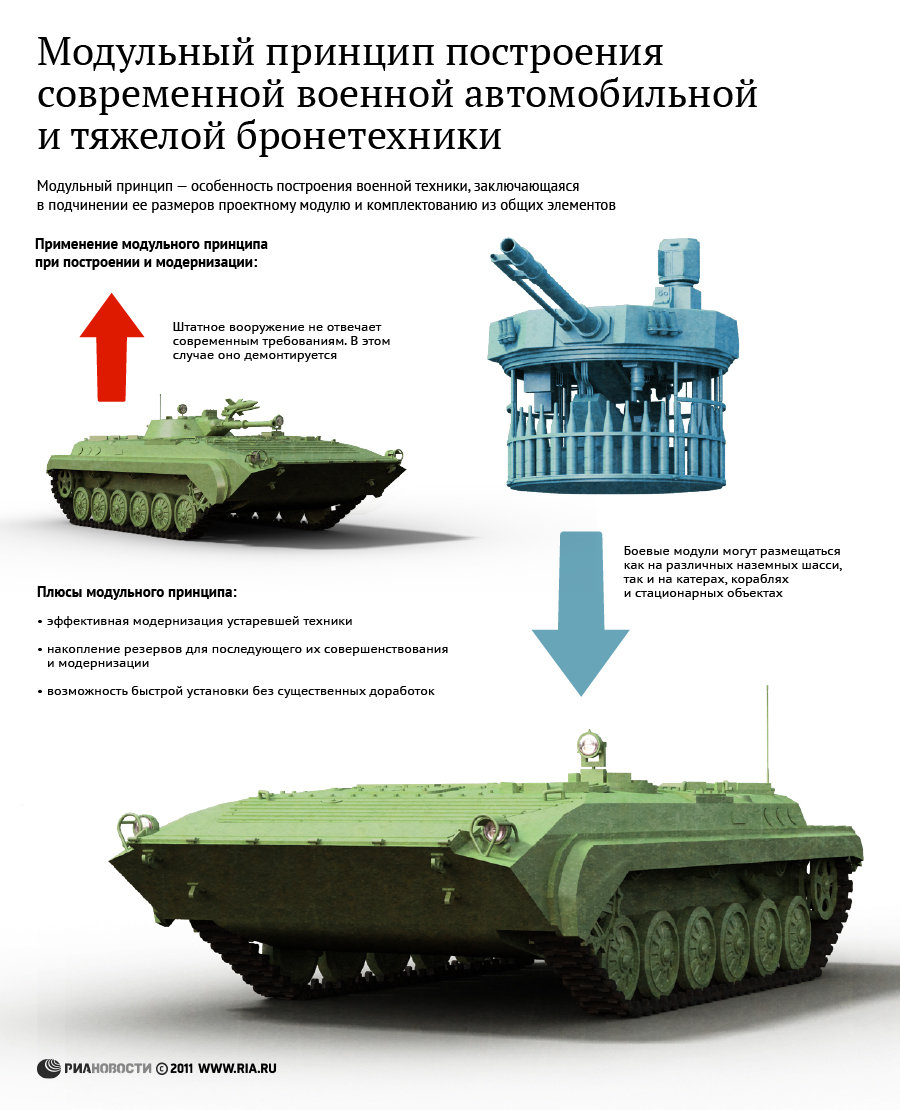 Модульный принцип построения
современной военной автомобильной
и тяжелой бронетехники
Модульный принцип — особенность построения военной техники, заключающаяся
в подчинении ее размеров проектному модулю и комплектованию из общих элементов
Применение модульного принципа
при построении и модернизации:
Штатное вооружение не отвечает
современным требованиям. В этом
случае оно демонтируется
Боевые модули могут размещаться
как на различных наземных шасси,
так и на катерах, кораблях
и стационарных объектах
Плюсы модульного принципа:
• эффективная модернизация устаревшей техники
• накопление резервов для последующего их совершенствования
и модернизации
• возможность быстрой установки без существенных доработок
РИАНОВОСТИ © 2011 WWW.RIA.RU